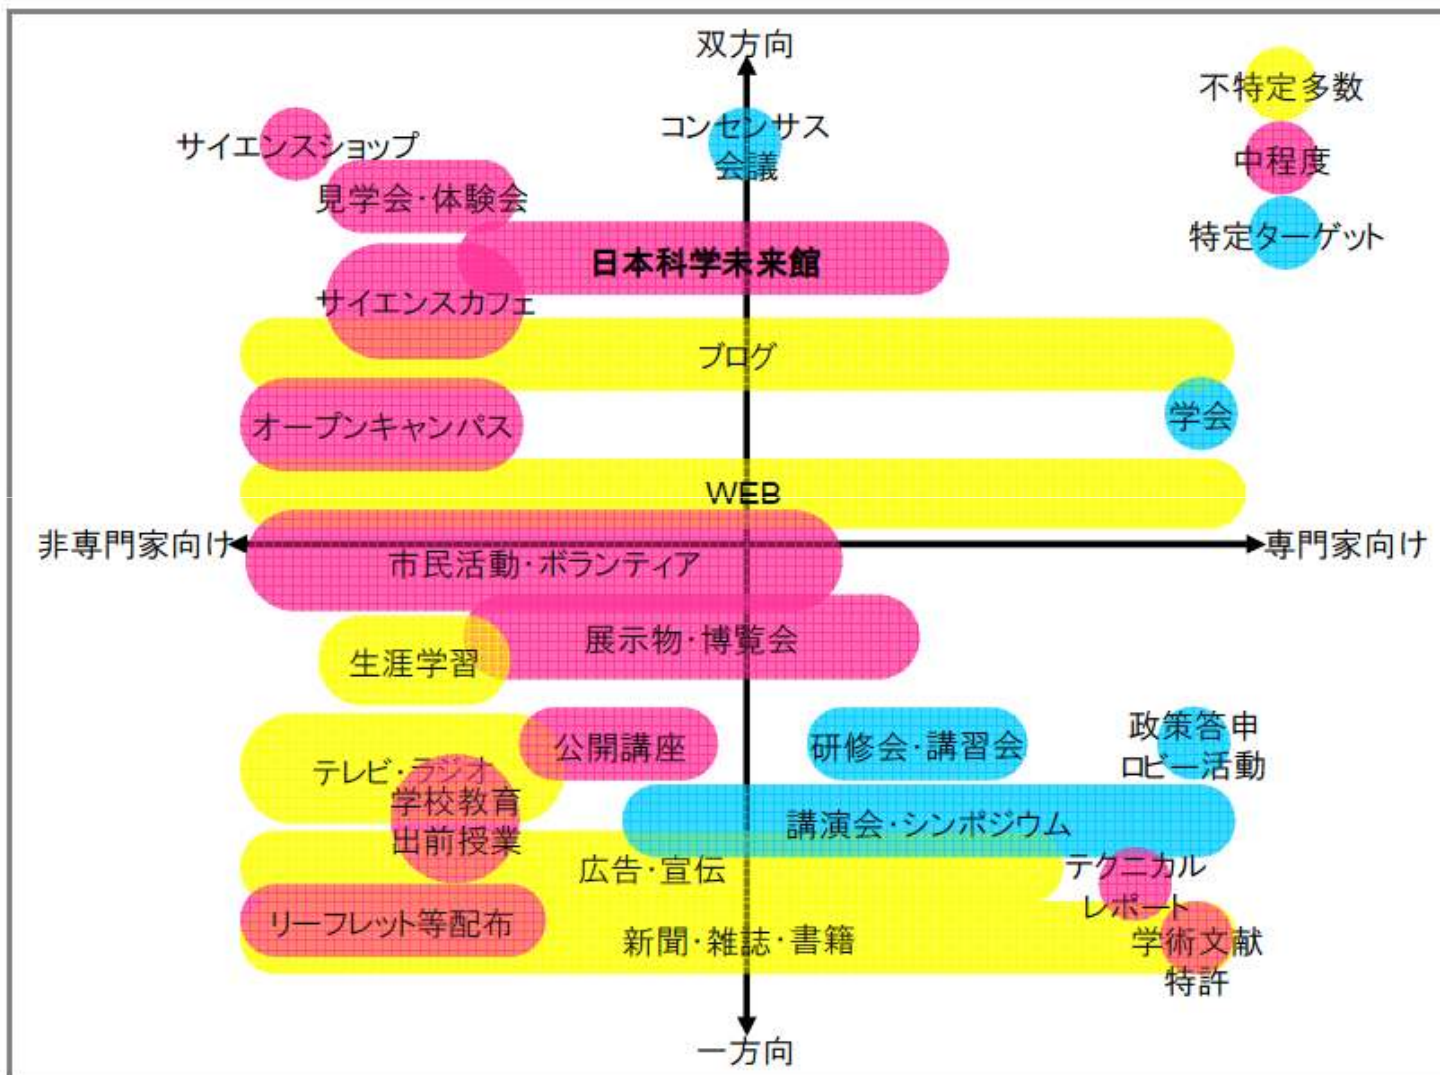 双方向
不特定多数
コンセンサス
会議
サイエンスショップ
中程度
見学会・体験会
特定ターゲット
日本科学未来館
サイエンスカフェ
ブログ
オープンキャンパス
学会
WEB
非専門家向け
専門家向け
市民活動・ボランティア
展示物・博覧会
生涯学習
公開講座
研修会・講習会
政策答申
ロビー活動
テレビ・ラジオ
学校教育
出前授業
講演会・シンポジウム
広告・宣伝
テクニカル
レポート
リーフレット等配布
新聞・雑誌・書籍
学術文献
特許
一方向